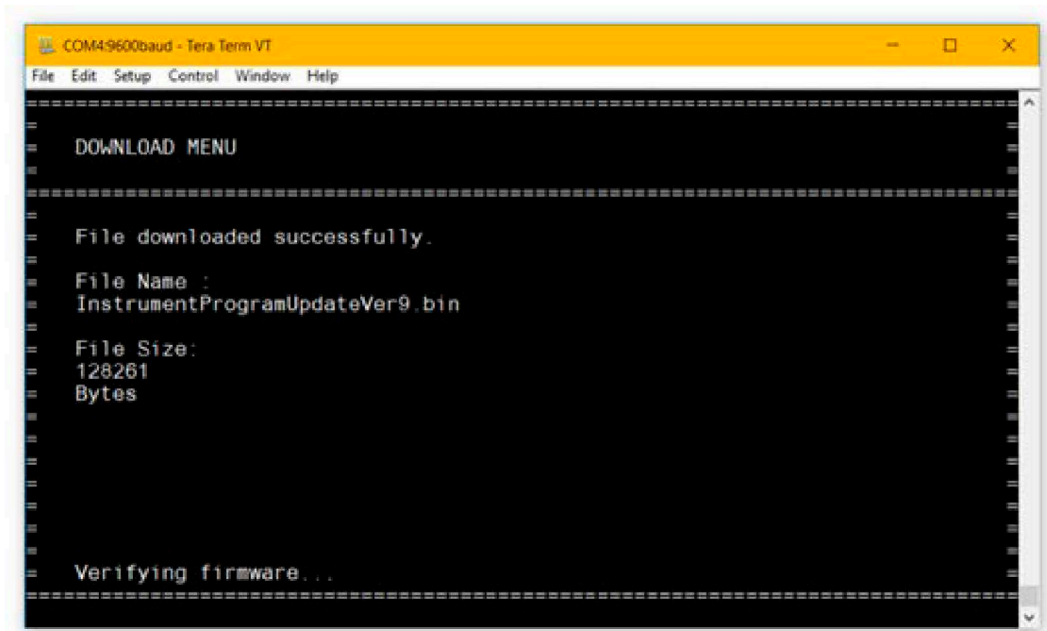 COM4:9600baud - Tera Term VT
File Edit Setup Control Window Help
DOWNLOAD MENU
File downloaded successfully.
File Name :
InstrumentProgramUpdateVer9.bin
File Size:
128261
Bytes
Verifying firmware...